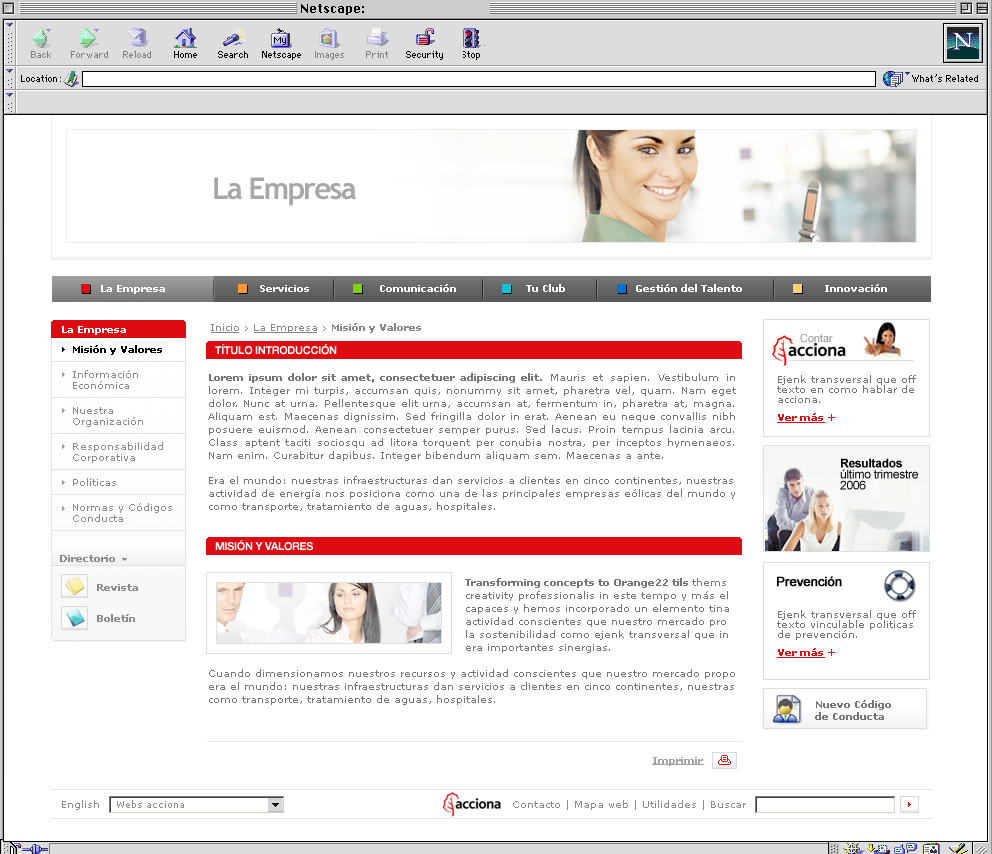 Netscape:
Back Forward Reload Home Search Netscape Images Print Security Stop
My
N
Location: What's Related
La Empresa
La Empresa Servicios Comunicación Tu Club Gestión del Talento Innovación
La Empresa
Misión y Valores
Información
Económica
Nuestra
Organización
Responsabilidad
Corporativa
Políticas
Normas y Códigos
Conducta
Directorio
Revista
Boletín
Inicio > La Empresa > Misión y Valores
TÍTULO INTRODUCCIÓN
Lorem ipsum dolor sit amet, consectetuer adipiscing elit. Mauris et sapien. Vestibulum in
lorem. Integer mi turpis, accumsan quis, nonummy sit amet, pharetra vel, quam. Nam eget
dolor. Nunc at urna. Pellentesque elit urna, accumsan at, fermentum in, pharetra at, magna.
Aliquam est. Maecenas dignissim. Sed fringilla dolor in erat. Aenean eu neque convallis nibh
posuere euismod. Aenean consectetuer semper purus. Sed lacus. Proin tempus lacinia arcu.
Class aptent taciti sociosqu ad litora torquent per conubia nostra, per inceptos hymenaeos.
Nam enim. Curabitur dapibus. Integer bibendum aliquam sem. Maecenas a ante.
Era el mundo: nuestras infraestructuras dan servicios a clientes en cinco continentes, nuestras
actividad de energía nos posiciona como una de las principales empresas eólicas del mundo y
como transporte, tratamiento de aguas, hospitales.
MISIÓN Y VALORES
Transforming concepts to Orange22 tils thems
creativity professionalis in este tempo y más el
capaces y hemos incorporado un elemento tina
actividad conscientes que nuestro mercado pro
la sostenibilidad como ejenk transversal que in
era importantes sinergias.
Cuando dimensionamos nuestros recursos y actividad conscientes que nuestro mercado propo
era el mundo: nuestras infraestructuras dan servicios a clientes en cinco continentes, nuestras
como transporte, tratamiento de aguas, hospitales.
Imprimir
Contar
acciona
Ejenk transversal que off
texto en como hablar de
acciona.
Ver más +
Resultados
último trimestre
2006
Prevención
Ejenk transversal que off
texto vinculable politicas
de prevención.
Ver más +
Nuevo Código
de Conducta
English Webs acciona acciona Contacto | Mapa web | Utilidades | Buscar